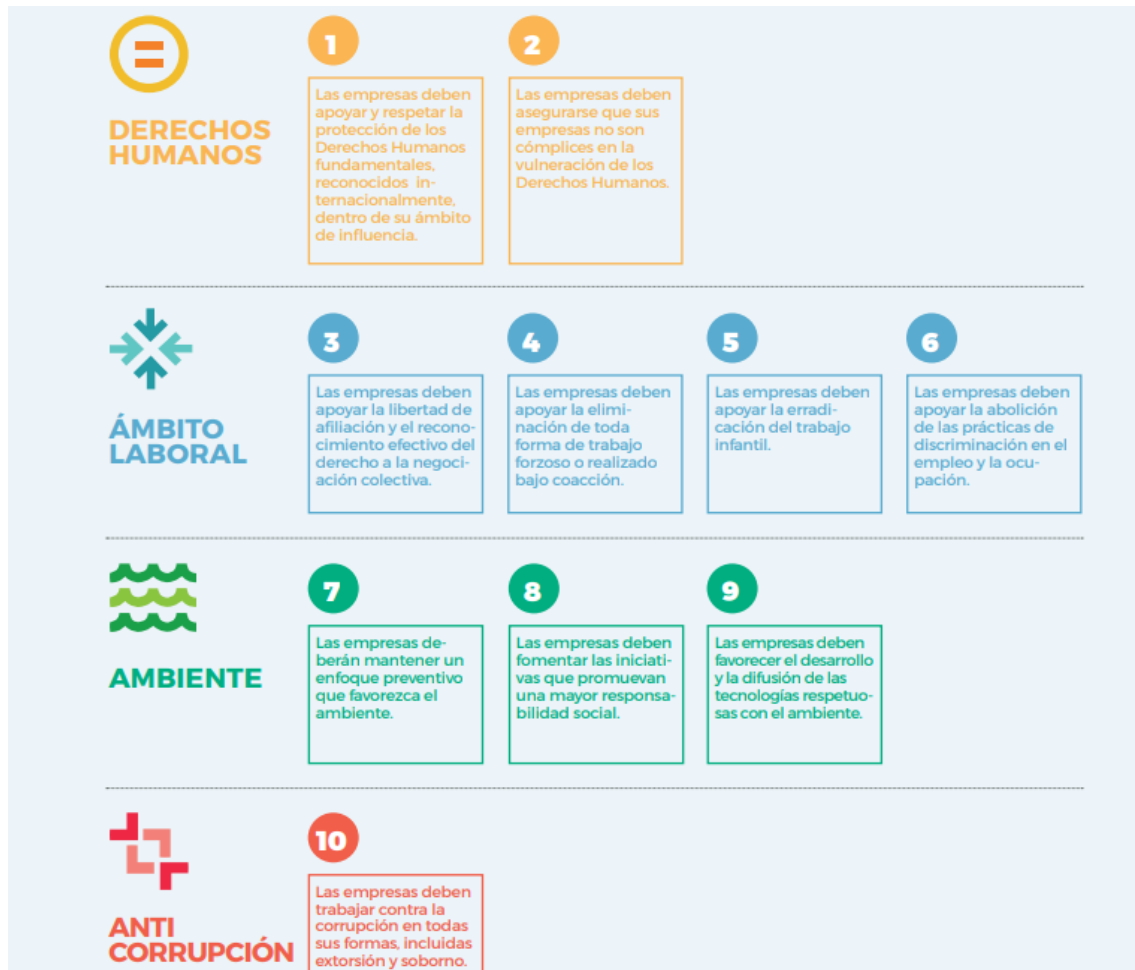 DERECHOS
HUMANOS
1
Las empresas deben
apoyar y respetar la
protección de los
Derechos Humanos
fundamentales,
reconocidos in-
ternacionalmente,
dentro de su ámbito
de influencia.
2
Las empresas deben
asegurarse que sus
empresas no son
cómplices en la
vulneración de los
Derechos Humanos.
ÁMBITO
LABORAL
3
Las empresas deben
apoyar la libertad de
afiliación y el recono-
cimiento efectivo del
derecho a la negoci-
ación colectiva.
4
Las empresas deben
apoyar la elimi-
nación de toda
forma de trabajo
forzoso o realizado
bajo coacción.
5
Las empresas deben
apoyar la erradi-
cación del trabajo
infantil.
6
Las empresas deben
apoyar la abolición
de las prácticas de
discriminación en el
empleo y la ocu-
pación.
AMBIENTE
7
Las empresas de-
berán mantener un
enfoque preventivo
que favorezca el
ambiente.
8
Las empresas deben
fomentar las iniciati-
vas que promuevan
una mayor responsa-
bilidad social.
9
Las empresas deben
favorecer el desarrollo
y la difusión de las
tecnologías respetuo-
sas con el ambiente.
ANTI
CORRUPCIÓN
10
Las empresas deben
trabajar contra la
corrupción en todas
sus formas, incluidas
extorsión y soborno.